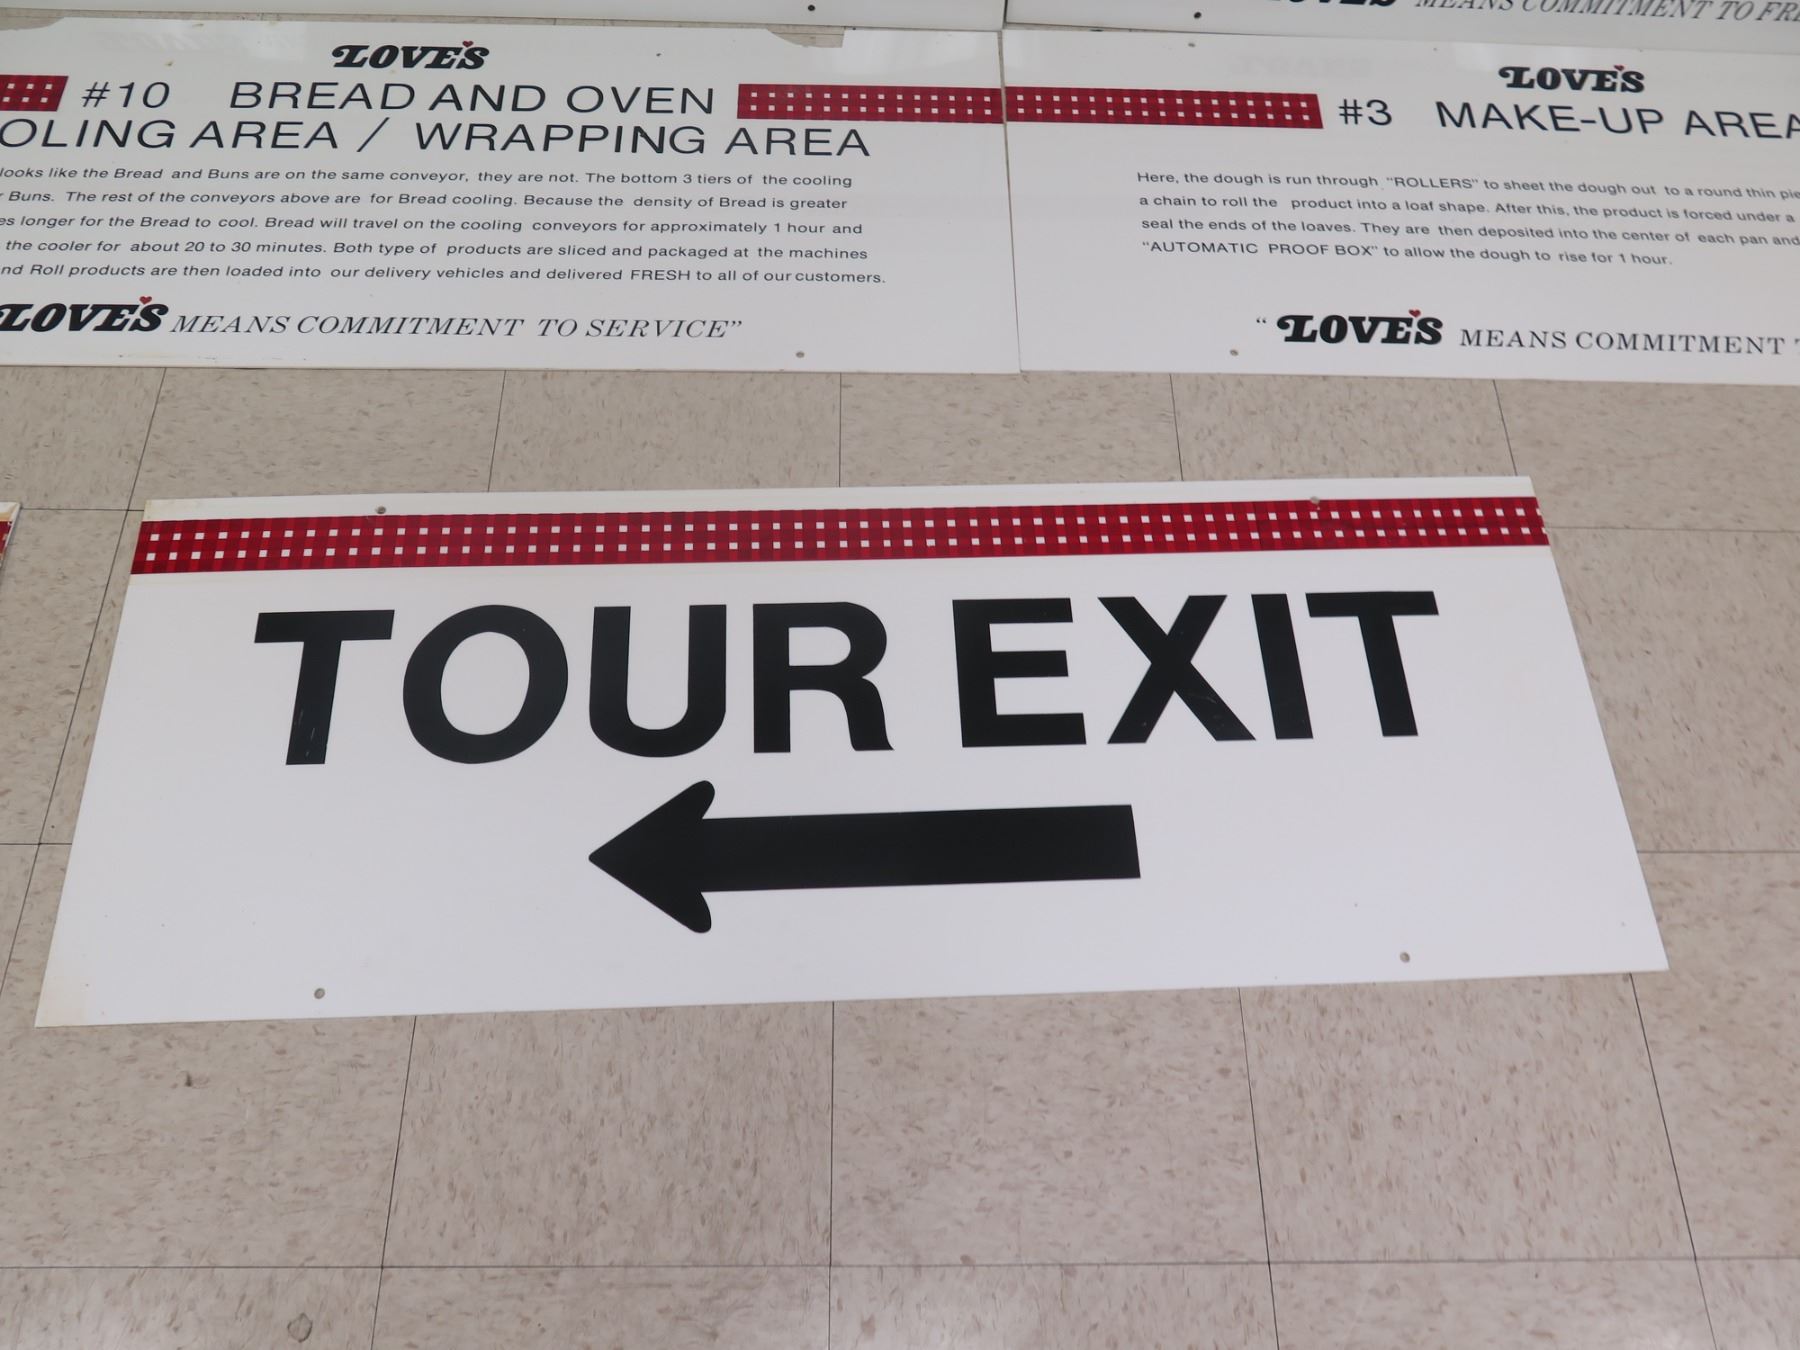 LOVE'S
#10 BREAD AND OVEN
OLING AREA / WRAPPING AREA
looks like the Bread and Buns are on the same conveyor, they are not. The bottom 3 tiers of the cooling
Buns. The rest of the conveyors above are for Bread cooling. Because the density of Bread is greater
longer for the Bread to cool. Bread will travel on the cooling conveyors for approximately 1 hour and
the cooler for about 20 to 30 minutes. Both type of products are sliced and packaged at the machines
nd Roll products are then loaded into our delivery vehicles and delivered FRESH to all of our customers.
LOVE'S MEANS COMMITMENT TO SERVICE"
LOVE'S MEANS COMMITMENT TO FRE
LOVE'S
#3 MAKE-UP AREA
Here, the dough is run through "ROLLERS" to sheet the dough out to a round thin pie
a chain to roll the product into a loaf shape. After this, the product is forced under a
seal the ends of the loaves. They are then deposited into the center of each pan and
"AUTOMATIC PROOF BOX" to allow the dough to rise for 1 hour.
"LOVE'S MEANS COMMITMENT
TOUR EXIT